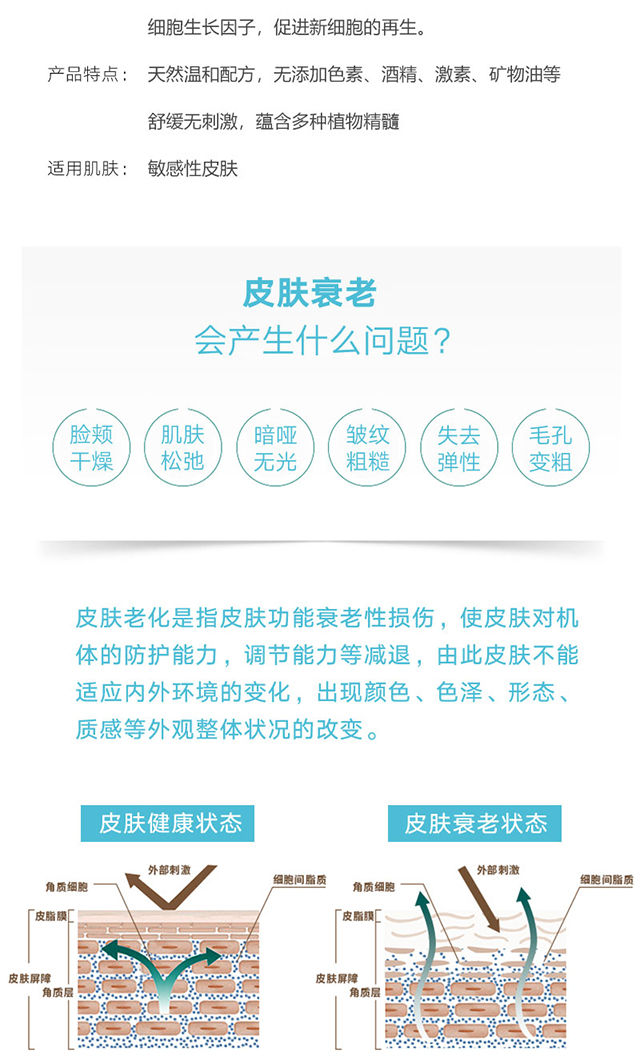 细胞生长因子，促进新细胞的再生。
产品特点： 天然温和配方，无添加色素、酒精、激素、矿物油等
舒缓无刺激，蕴含多种植物精髓
适用肌肤： 敏感性皮肤
皮肤衰老
会产生什么问题？
脸颊 肌肤 暗哑 皱纹 失去 毛孔
干燥 松弛 无光 粗糙 弹性 变粗
皮肤老化是指皮肤功能衰老性损伤，使皮肤对机
体的防护能力，调节能力等减退，由此皮肤不能
适应内外环境的变化，出现颜色、色泽、形态、
质感等外观整体状况的改变。
皮肤健康状态 皮肤衰老状态
外部刺激 外部刺激
角质细胞 细胞间脂质 角质细胞 细胞间脂质
皮脂膜 皮脂膜
皮肤屏障 皮肤屏障
角质层 角质层